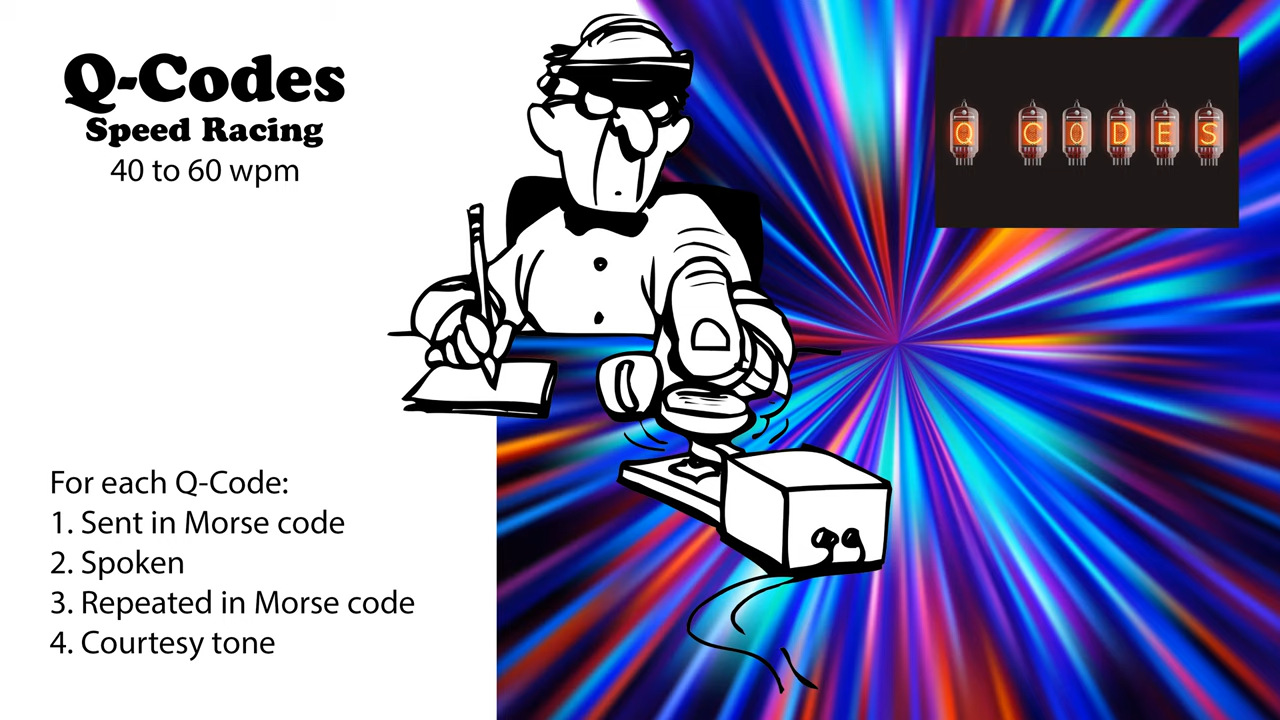 Q-Codes
Speed Racing
40 to 60 wpm
Q CODES
For each Q-Code:
1. Sent in Morse code
2. Spoken
3. Repeated in Morse code
4. Courtesy tone